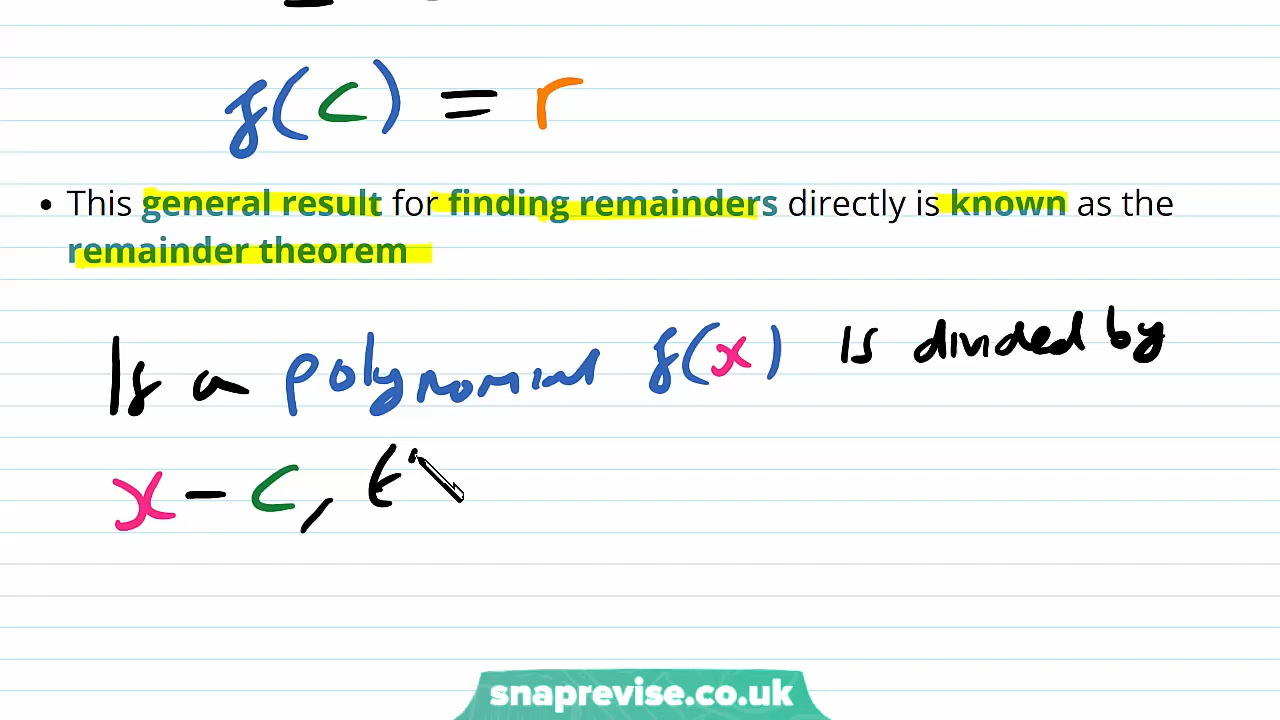 f(c) = r
• This general result for finding remainders directly is known as the
remainder theorem
If a polynomial f(x) is divided by
x - c, t
snaprevise.co.uk